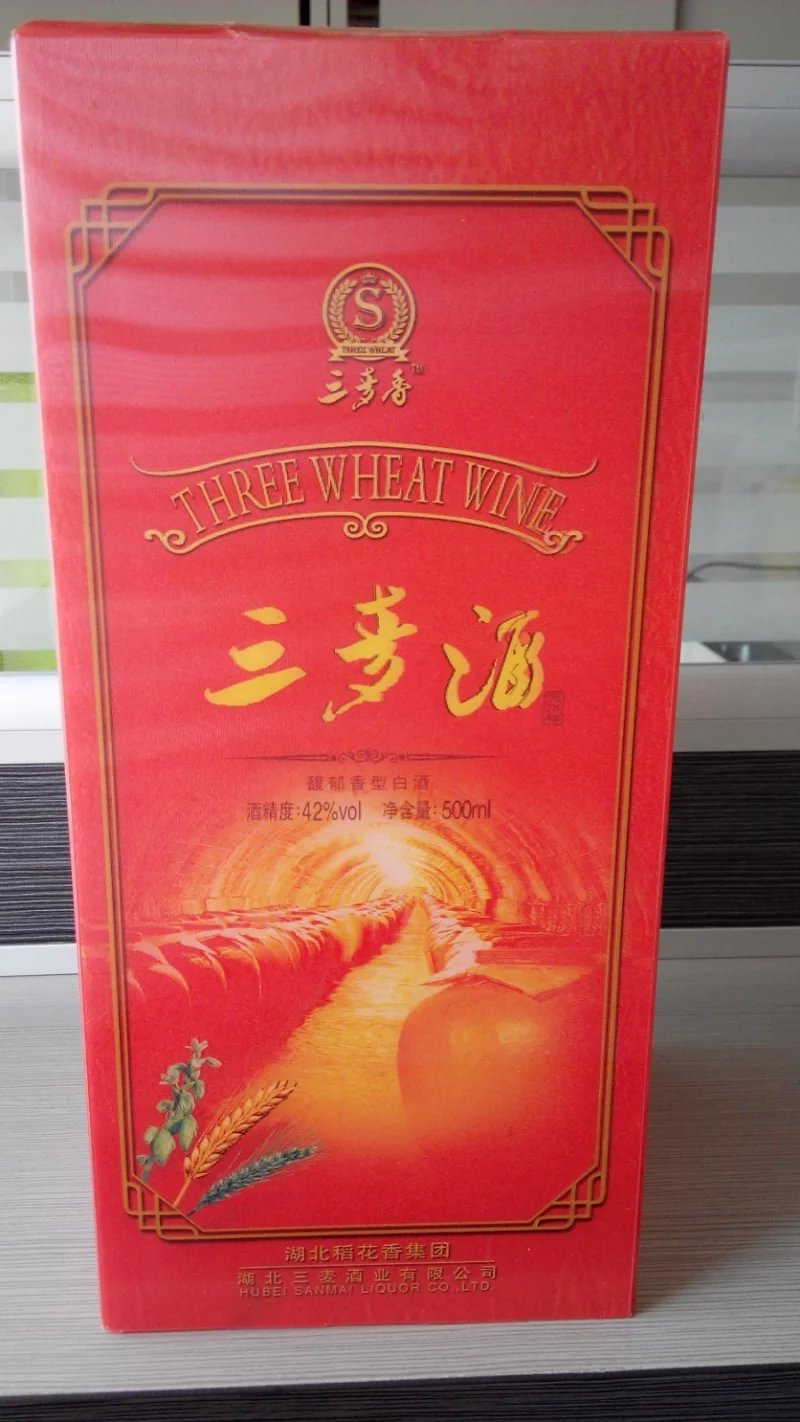 S
THREE WHEAT
三麦香™
THREE WHEAT WINE
三麦酒
馥郁香型白酒
酒精度:42%vol 净含量:500ml
湖北稻花香集团
湖北三麦酒业有限公司
HUBEI SANMAI LIQUOR CO.,LTD.